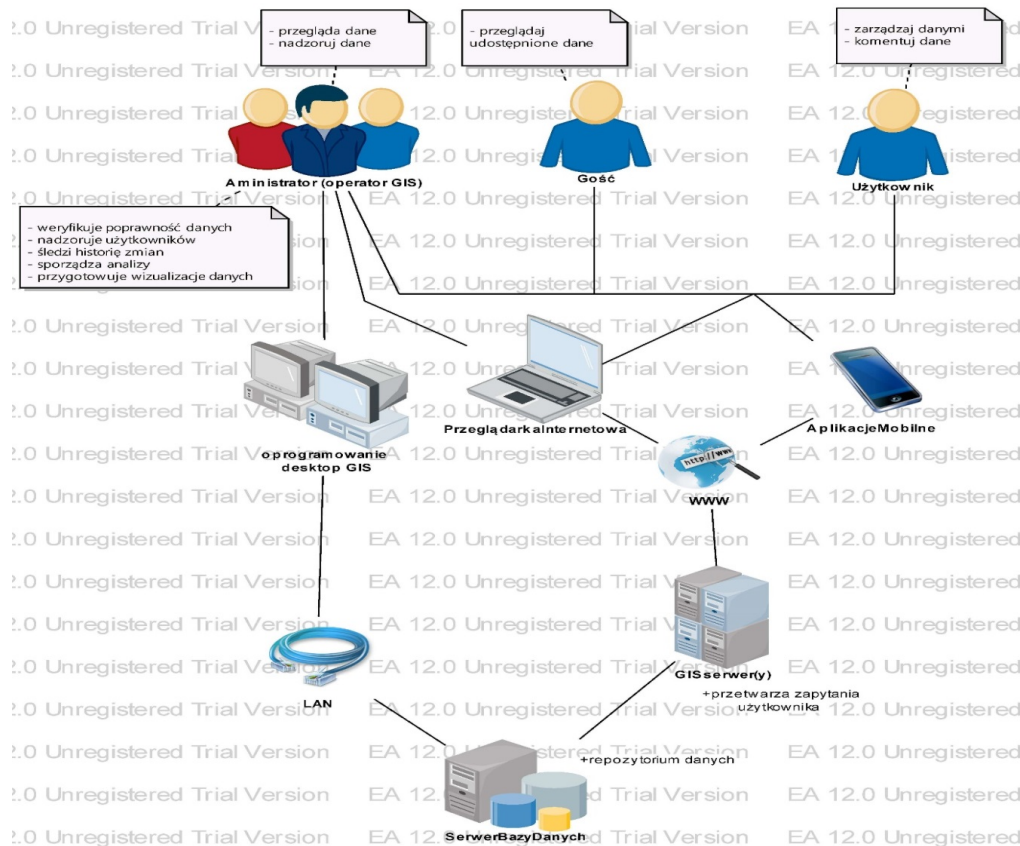 - przegląda dane
- nadzoruj dane
- przeglądaj
udostępnione dane
- zarządzaj danymi
- komentuj dane
Aministrator (operator GIS)
Gość
Użytkownik
- weryfikuje poprawność danych
- nadzoruje użytkowników
- śledzi historię zmian
- sporządza analizy
- przygotowuje wizualizacje danych
PrzeglądarkaInternetowa
AplikacjeMobilne
oprogramowanie
desktop GIS
http://www
WWW
GISserwer(y)
+przetwarza zapytania
użytkownika
LAN
+repozytorium danych
SerwerBazyDanych
EA 12.0 Unregistered Trial Version